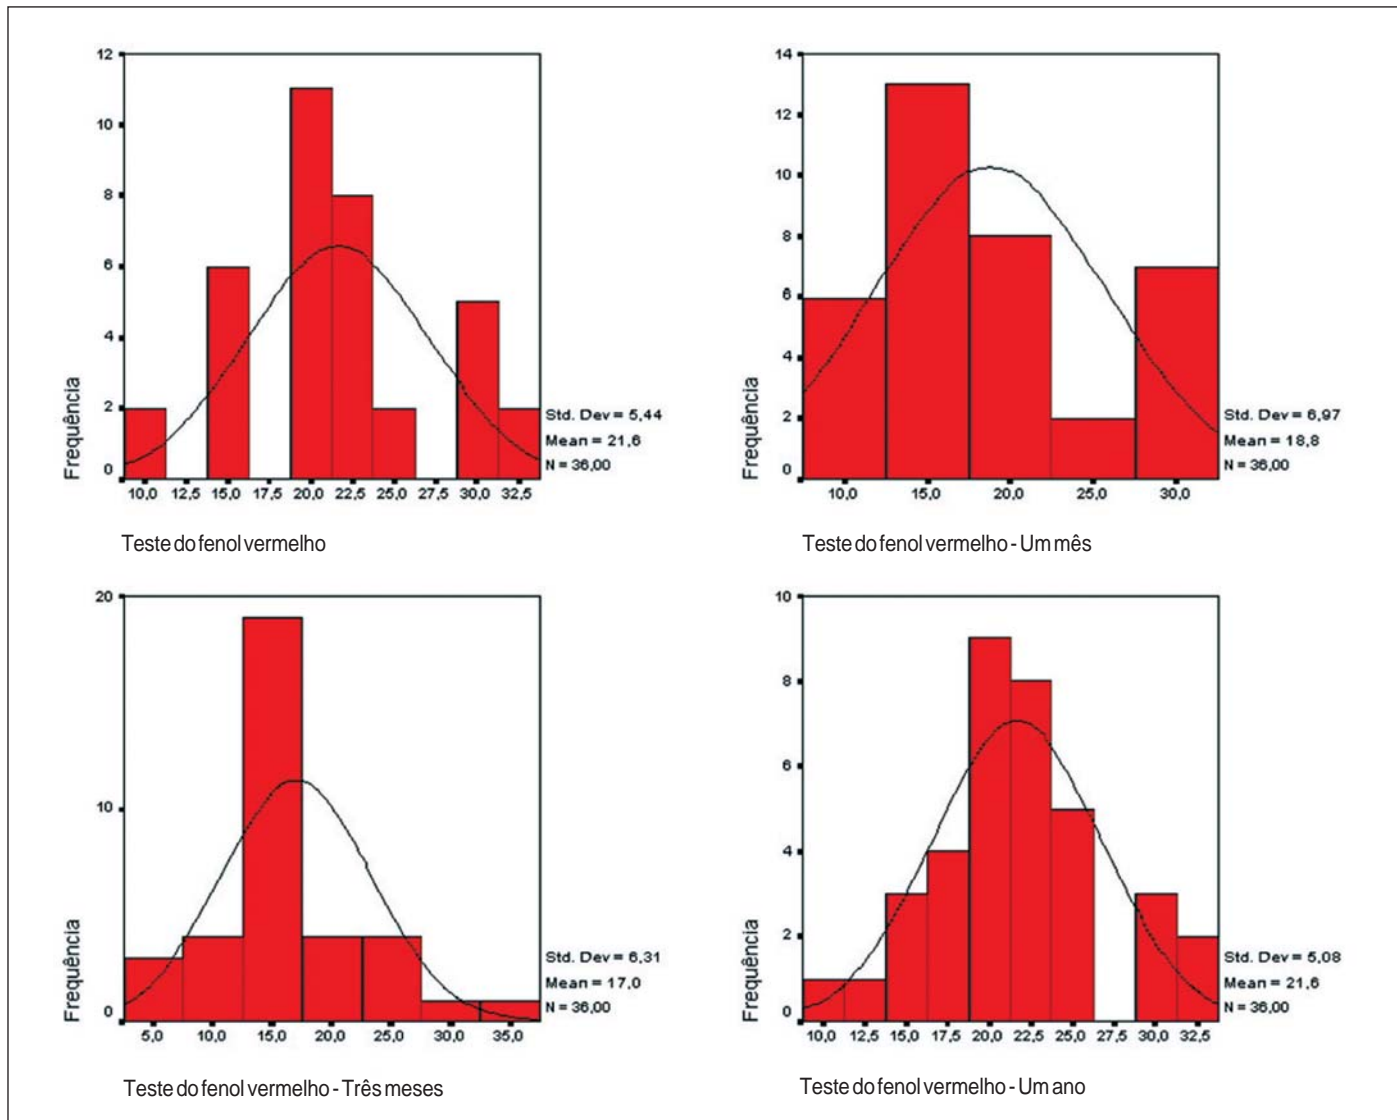 12
10
8
6
4
2
0
Frequência
10,0 12,5 15,0 17,5 20,0 22,5 25,0 27,5 30,0 32,5
Std. Dev = 5,44
Mean = 21,6
N = 36,00
Teste do fenol vermelho
14
12
10
8
6
4
2
0
Frequência
10,0 15,0 20,0 25,0 30,0
Std. Dev = 6,97
Mean = 18,8
N = 36,00
Teste do fenol vermelho - Um mês
20
10
0
Frequência
5,0 10,0 15,0 20,0 25,0 30,0 35,0
Std. Dev = 6,31
Mean = 17,0
N = 36,00
Teste do fenol vermelho - Três meses
10
8
6
4
2
0
Frequência
10,0 12,5 15,0 17,5 20,0 22,5 25,0 27,5 30,0 32,5
Std. Dev = 5,08
Mean = 21,6
N = 36,00
Teste do fenol vermelho - Um ano